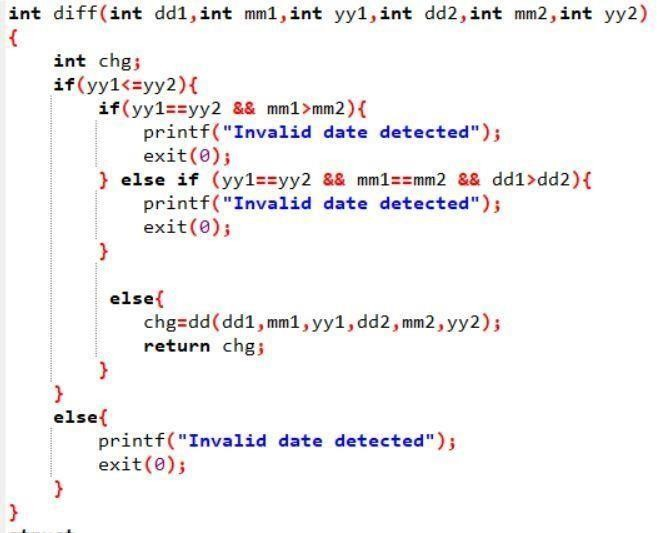 int diff(int dd1,int mm1,int yy1,int dd2,int mm2,int yy2)
{
int chg;
if(yy1<=yy2){
if(yy1==yy2 && mm1>mm2){
printf("Invalid date detected");
exit(0);
} else if (yy1==yy2 && mm1==mm2 && dd1>dd2){
printf("Invalid date detected");
exit(0);
}
else{
chg=dd(dd1,mm1,yy1,dd2,mm2,yy2);
return chg;
}
}
else{
printf("Invalid date detected");
exit(0);
}
}